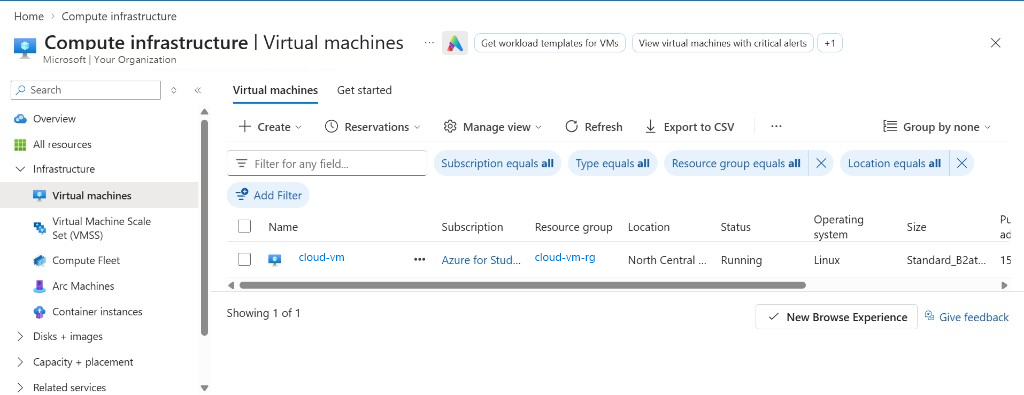 Home > Compute infrastructure
Compute infrastructure | Virtual machines ... Get workload templates for VMs View virtual machines with critical alerts +1
Microsoft | Your Organization
Search
Overview
All resources
Infrastructure
Virtual machines
Virtual Machine Scale
Set (VMSS)
Compute Fleet
Arc Machines
Container instances
Disks + images
Capacity + placement
Related services
Virtual machines Get started
Create Reservations Manage view Refresh Export to CSV ... Group by none
Filter for any field... Subscription equals all Type equals all Resource group equals all Location equals all
Add Filter
Name Subscription Resource group Location Status Operating system Size Pu ad
cloud-vm ... Azure for Stud... cloud-vm-rg North Central ... Running Linux Standard_B2at... 15
Showing 1 of 1
New Browse Experience Give feedback